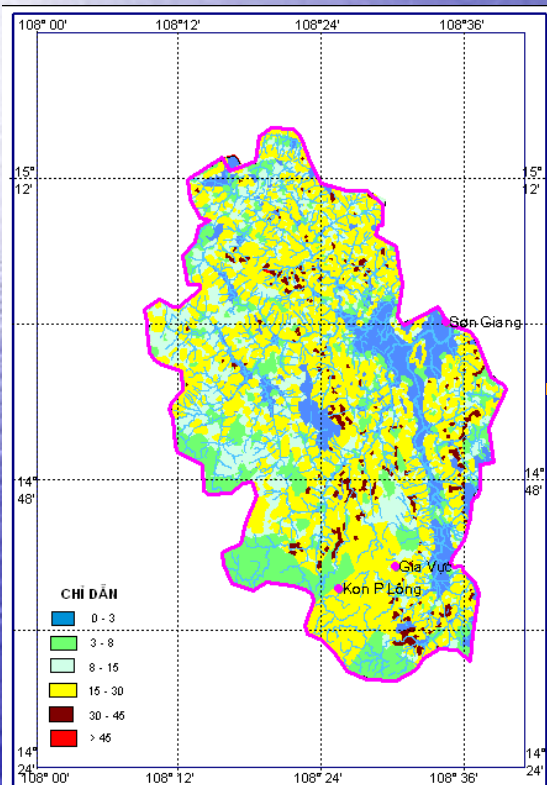 108° 00' 108° 12' 108° 24' 108° 36'
15°
12'
15°
12'
Sơn Giang
14°
48'
14°
48'
Gia Vực
Kon P Lông
CHỈ DẪN
0 - 3
3 - 8
8 - 15
15 - 30
30 - 45
> 45
14°
24'
14°
24'
108° 00' 108° 12' 108° 24' 108° 36'